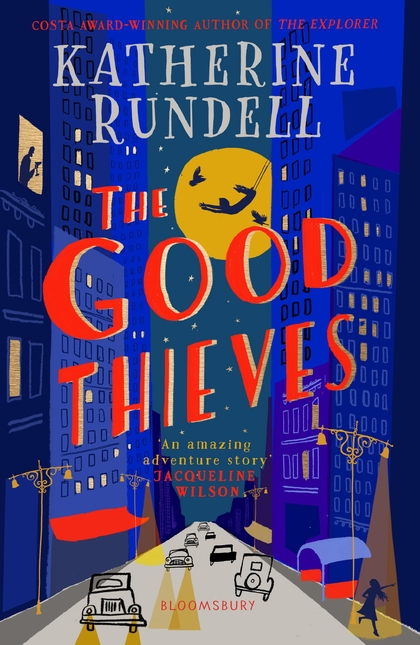 COSTA AWARD-WINNING AUTHOR OF THE EXPLORER
KATHERINE
RUNDELL
THE
GOOD
THIEVES
'An amazing
adventure story'
JACQUELINE
WILSON
BLOOMSBURY